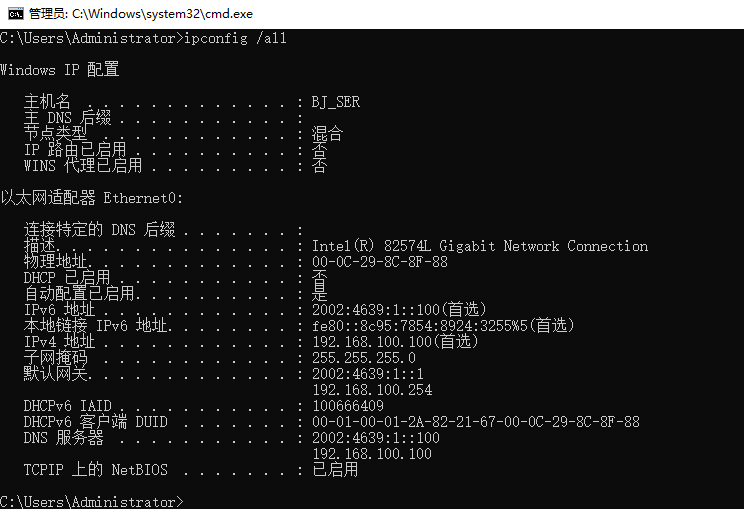 管理员: C:\Windows\system32\cmd.exe
C:\Users\Administrator>ipconfig /all
Windows IP 配置
主机名 . . . . . . . . . . . . . : BJ_SER
主 DNS 后缀 . . . . . . . . . . . :
节点类型 . . . . . . . . . . . . : 混合
IP 路由已启用 . . . . . . . . . . : 否
WINS 代理已启用 . . . . . . . . . : 否
以太网适配器 Ethernet0:
连接特定的 DNS 后缀 . . . . . . . :
描述. . . . . . . . . . . . . . . : Intel(R) 82574L Gigabit Network Connection
物理地址. . . . . . . . . . . . . : 00-0C-29-8C-8F-88
DHCP 已启用 . . . . . . . . . . . : 否
自动配置已启用. . . . . . . . . . : 是
IPv6 地址 . . . . . . . . . . . . : 2002:4639:1::100(首选)
本地链接 IPv6 地址. . . . . . . . : fe80::8c95:7854:8924:3255%5(首选)
IPv4 地址 . . . . . . . . . . . . : 192.168.100.100(首选)
子网掩码 . . . . . . . . . . . . : 255.255.255.0
默认网关. . . . . . . . . . . . . : 2002:4639:1::1
192.168.100.254
DHCPv6 IAID . . . . . . . . . . . : 100666409
DHCPv6 客户端 DUID . . . . . . . : 00-01-00-01-2A-82-21-67-00-0C-29-8C-8F-88
DNS 服务器 . . . . . . . . . . . : 2002:4639:1::100
192.168.100.100
TCPIP 上的 NetBIOS . . . . . . . : 已启用
C:\Users\Administrator>